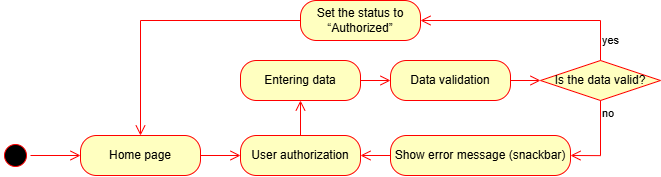 Set the status to
“Authorized”
yes
Entering data
Data validation
Is the data valid?
no
Home page
User authorization
Show error message (snackbar)